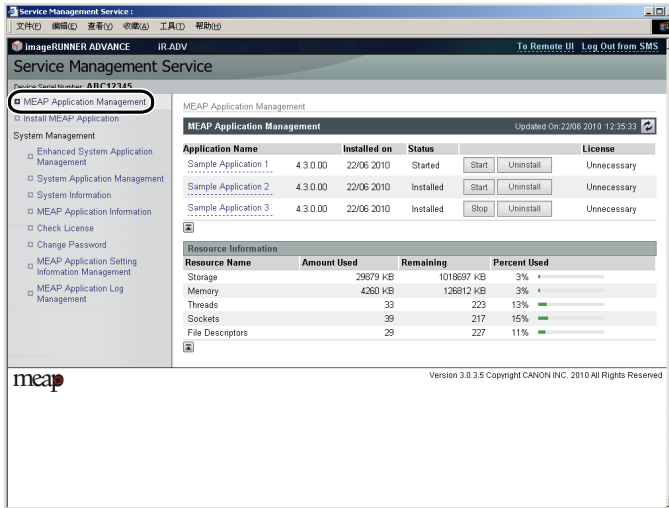 Service Management Service :
文件(F) 编辑(E) 查看(V) 收藏(A) 工具(T) 帮助(H)
imageRUNNER ADVANCE iR-ADV To Remote UI Log Out from SMS
Service Management Service
Device Serial Number: ABC12345
MEAP Application Management
Install MEAP Application
System Management
Enhanced System Application
Management
System Application Management
System Information
MEAP Application Information
Check License
Change Password
MEAP Application Setting
Information Management
MEAP Application Log
Management
MEAP Application Management
MEAP Application Management Updated On:22/06 2010 12:35:33
Application Name Installed on Status License
Sample Application 1 4.3.0.00 22/06 2010 Started Start Uninstall Unnecessary
Sample Application 2 4.3.0.00 22/06 2010 Installed Start Uninstall Unnecessary
Sample Application 3 4.3.0.00 22/06 2010 Installed Stop Uninstall Unnecessary
Resource Information
Resource Name Amount Used Remaining Percent Used
Storage 29879 KB 1018697 KB 3%
Memory 4260 KB 126812 KB 3%
Threads 33 223 13%
Sockets 39 217 15%
File Descriptors 29 227 11%
meap Version 3.0.3.5 Copyright CANON INC. 2010 All Rights Reserved